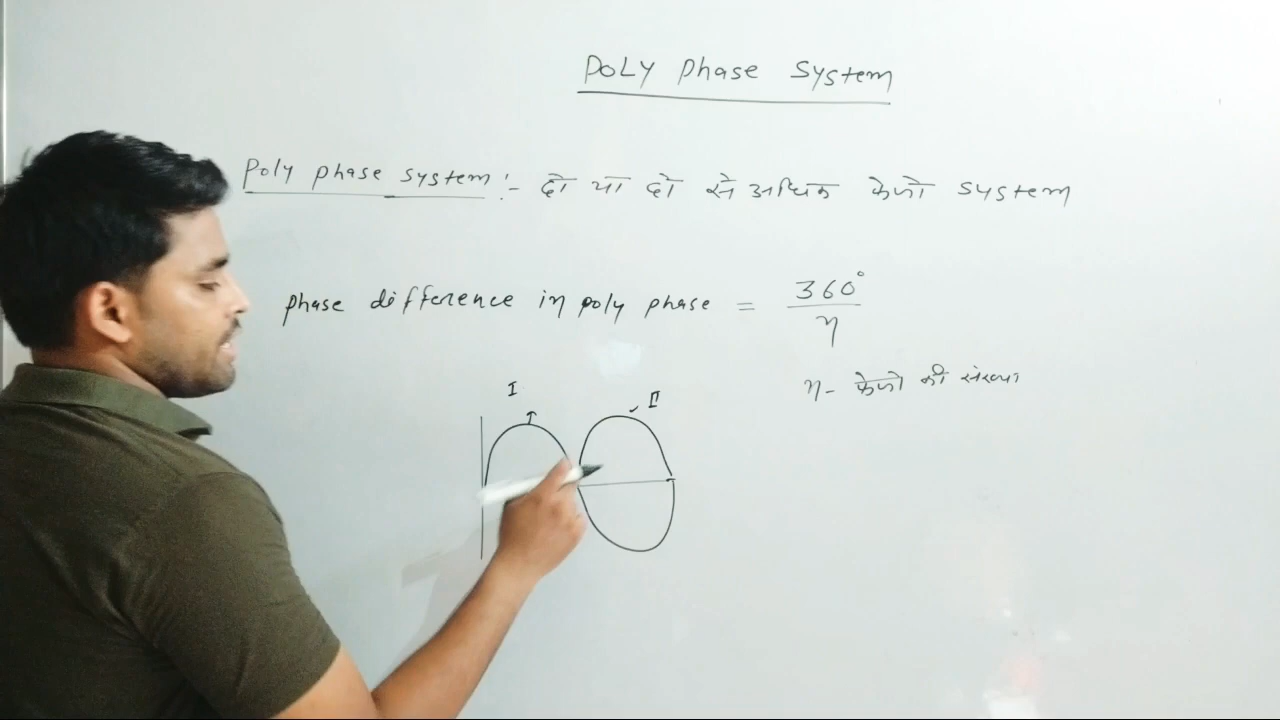 POLY Phase System
Poly phase system :- दो या दो से अधिक फेजो system
phase difference in poly phase = 360° / η
η - फेजो की संख्या
I
II